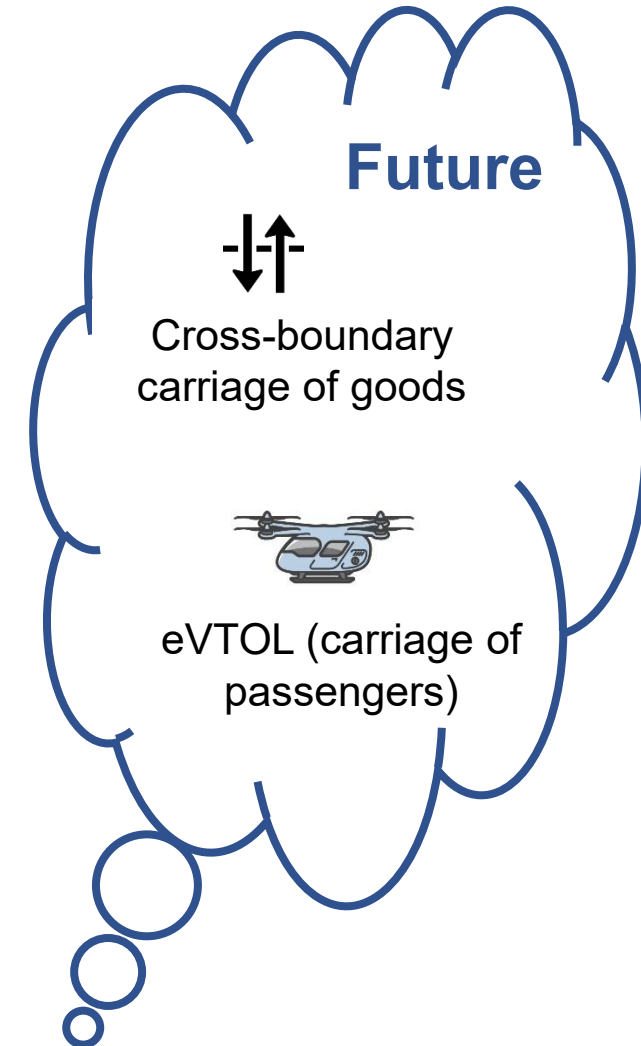 Future
Cross-boundary
carriage of goods
eVTOL (carriage of
passengers)